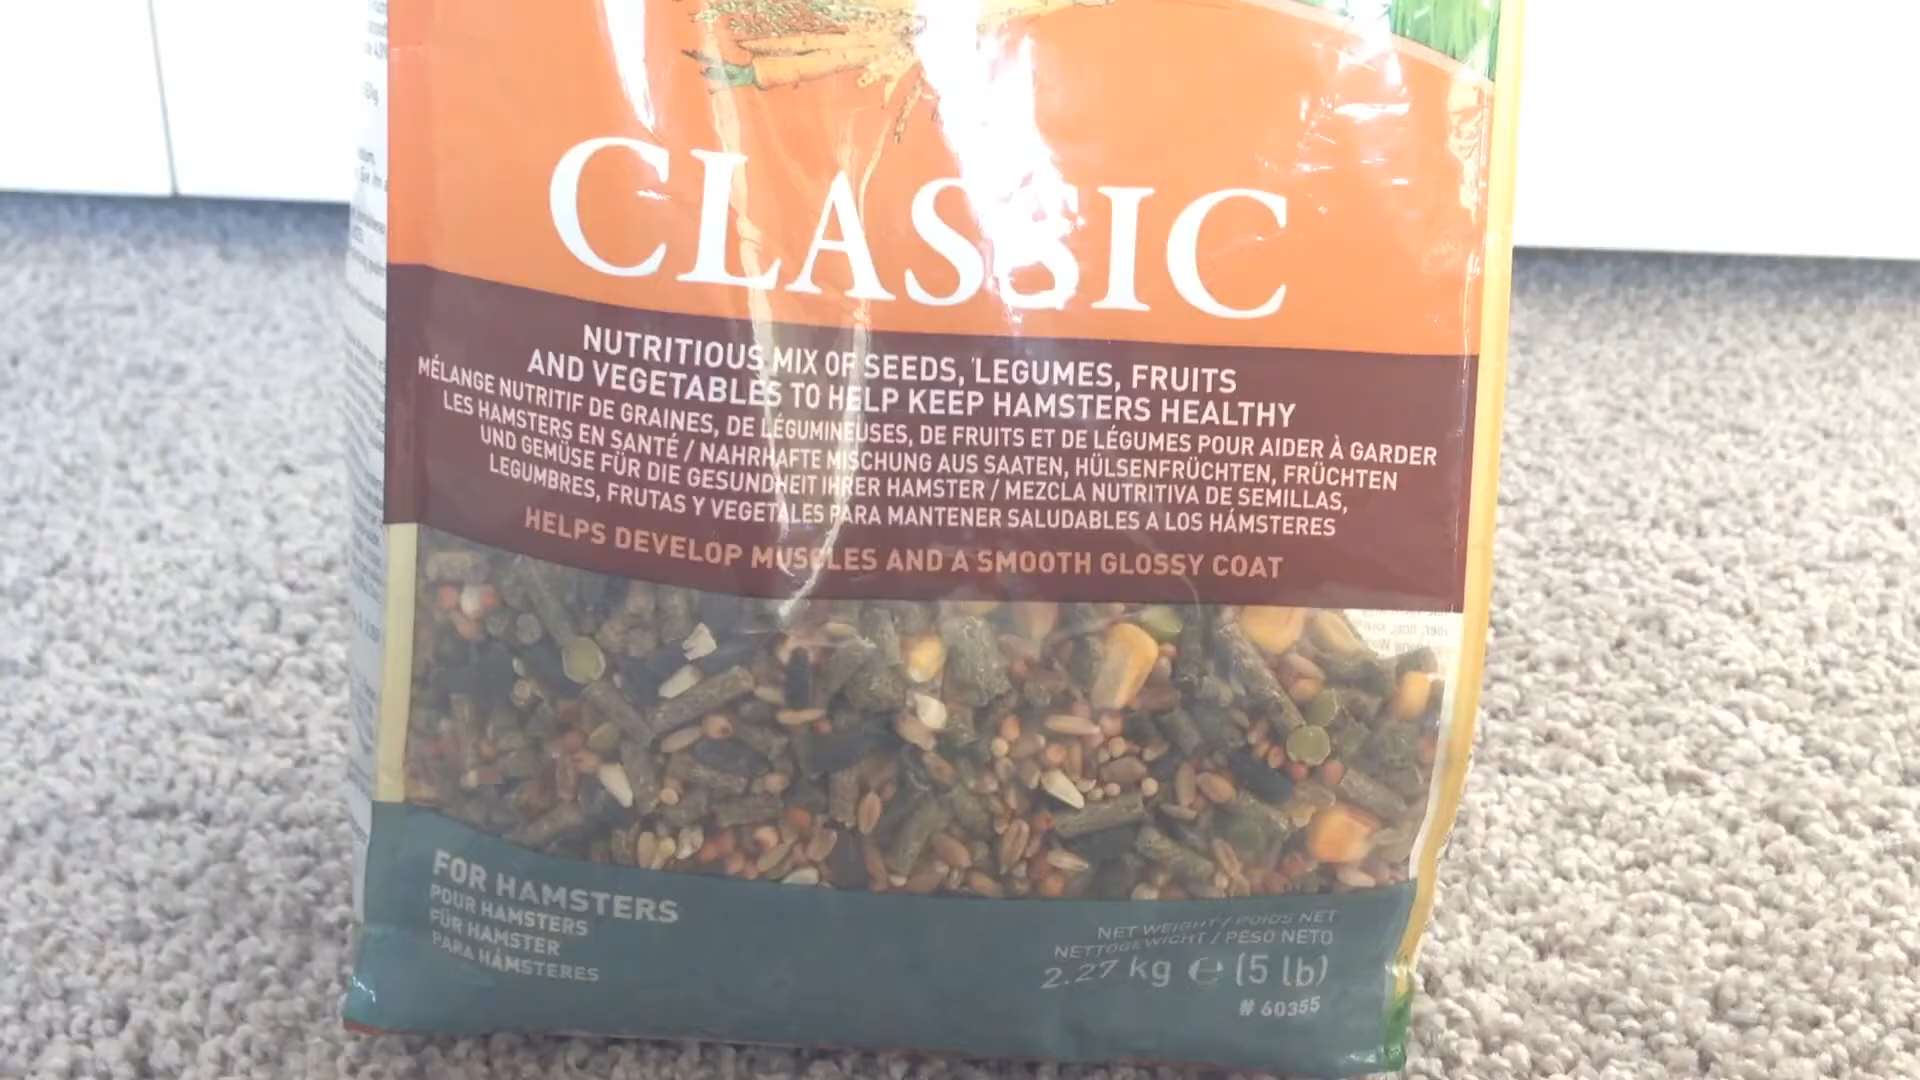 CLASSIC
NUTRITIOUS MIX OF SEEDS, LEGUMES, FRUITS
AND VEGETABLES TO HELP KEEP HAMSTERS HEALTHY
MÉLANGE NUTRITIF DE GRAINES, DE LÉGUMINEUSES, DE FRUITS ET DE LÉGUMES POUR AIDER À GARDER
LES HAMSTERS EN SANTÉ / NAHRHAFTE MISCHUNG AUS SAATEN, HÜLSENFRÜCHTEN, FRÜCHTEN
UND GEMÜSE FÜR DIE GESUNDHEIT IHRER HAMSTER / MEZCLA NUTRITIVA DE SEMILLAS,
LEGUMBRES, FRUTAS Y VEGETALES PARA MANTENER SALUDABLES A LOS HÁMSTERES
HELPS DEVELOP MUSCLES AND A SMOOTH GLOSSY COAT
FOR HAMSTERS
POUR HAMSTERS
FÜR HAMSTER
PARA HÁMSTERES
NET WEIGHT / POIDS NET
NETTOGEWICHT / PESO NETO
2.27 kg e (5 lb)
# 60355